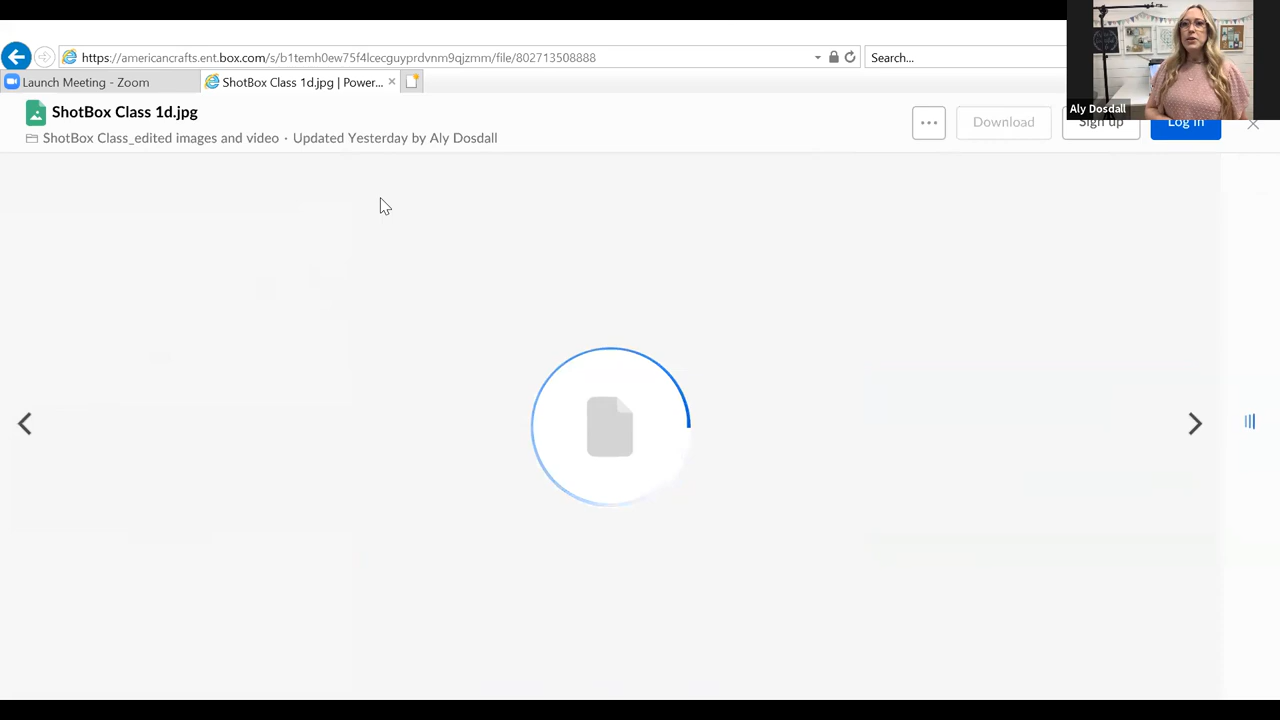 https://americancrafts.ent.box.com/s/b1temh0ew75f4lcecguyprdvnm9qjzmm/file/802713508888
Search...
Launch Meeting - Zoom
ShotBox Class 1d.jpg | Power...
Aly Dosdall
ShotBox Class 1d.jpg
Download
Sign up
Log In
ShotBox Class_edited images and video · Updated Yesterday by Aly Dosdall